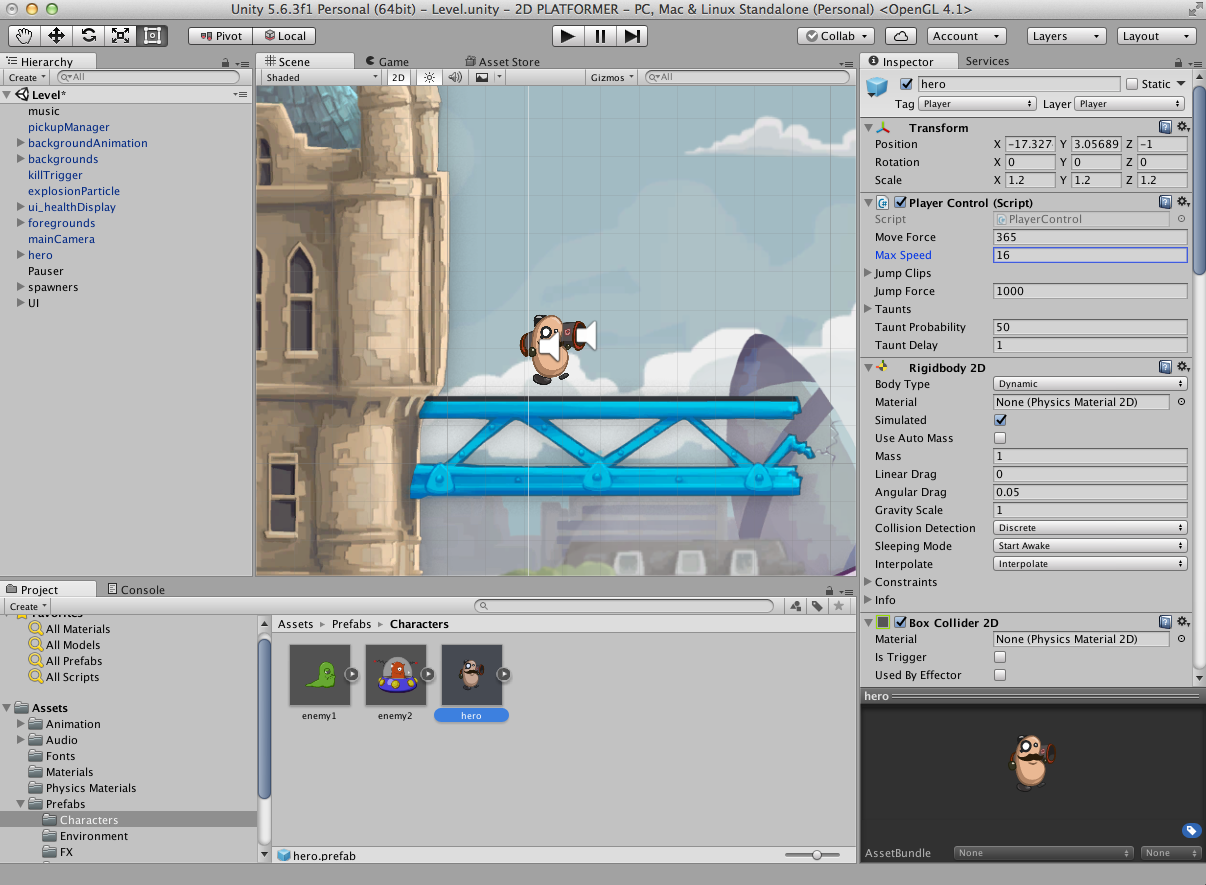 Unity 5.6.3f1 Personal (64bit) – Level.unity – 2D PLATFORMER – PC, Mac & Linux Standalone (Personal) <OpenGL 4.1>
Pivot Local Collab Account Layers Layout
Hierarchy
Create All
Level*
music
pickupManager
backgroundAnimation
backgrounds
killTrigger
explosionParticle
ui_healthDisplay
foregrounds
mainCamera
hero
Pauser
spawners
UI
Scene Game Asset Store
Shaded 2D Gizmos All
Inspector Services
hero Static
Tag Player Layer Player
Transform
Position X -17.327 Y 3.05689 Z -1
Rotation X 0 Y 0 Z 0
Scale X 1.2 Y 1.2 Z 1.2
Player Control (Script)
Script PlayerControl
Move Force 365
Max Speed 16
Jump Clips
Jump Force 1000
Taunts
Taunt Probability 50
Taunt Delay 1
Rigidbody 2D
Body Type Dynamic
Material None (Physics Material 2D)
Simulated
Use Auto Mass
Mass 1
Linear Drag 0
Angular Drag 0.05
Gravity Scale 1
Collision Detection Discrete
Sleeping Mode Start Awake
Interpolate Interpolate
Constraints
Info
Box Collider 2D
Material None (Physics Material 2D)
Is Trigger
Used By Effector
hero
AssetBundle None None
Project Console
Create
Favorites
All Materials
All Models
All Prefabs
All Scripts
Assets
Animation
Audio
Fonts
Materials
Physics Materials
Prefabs
Characters
Environment
FX
Assets Prefabs Characters
enemy1 enemy2 hero
hero.prefab